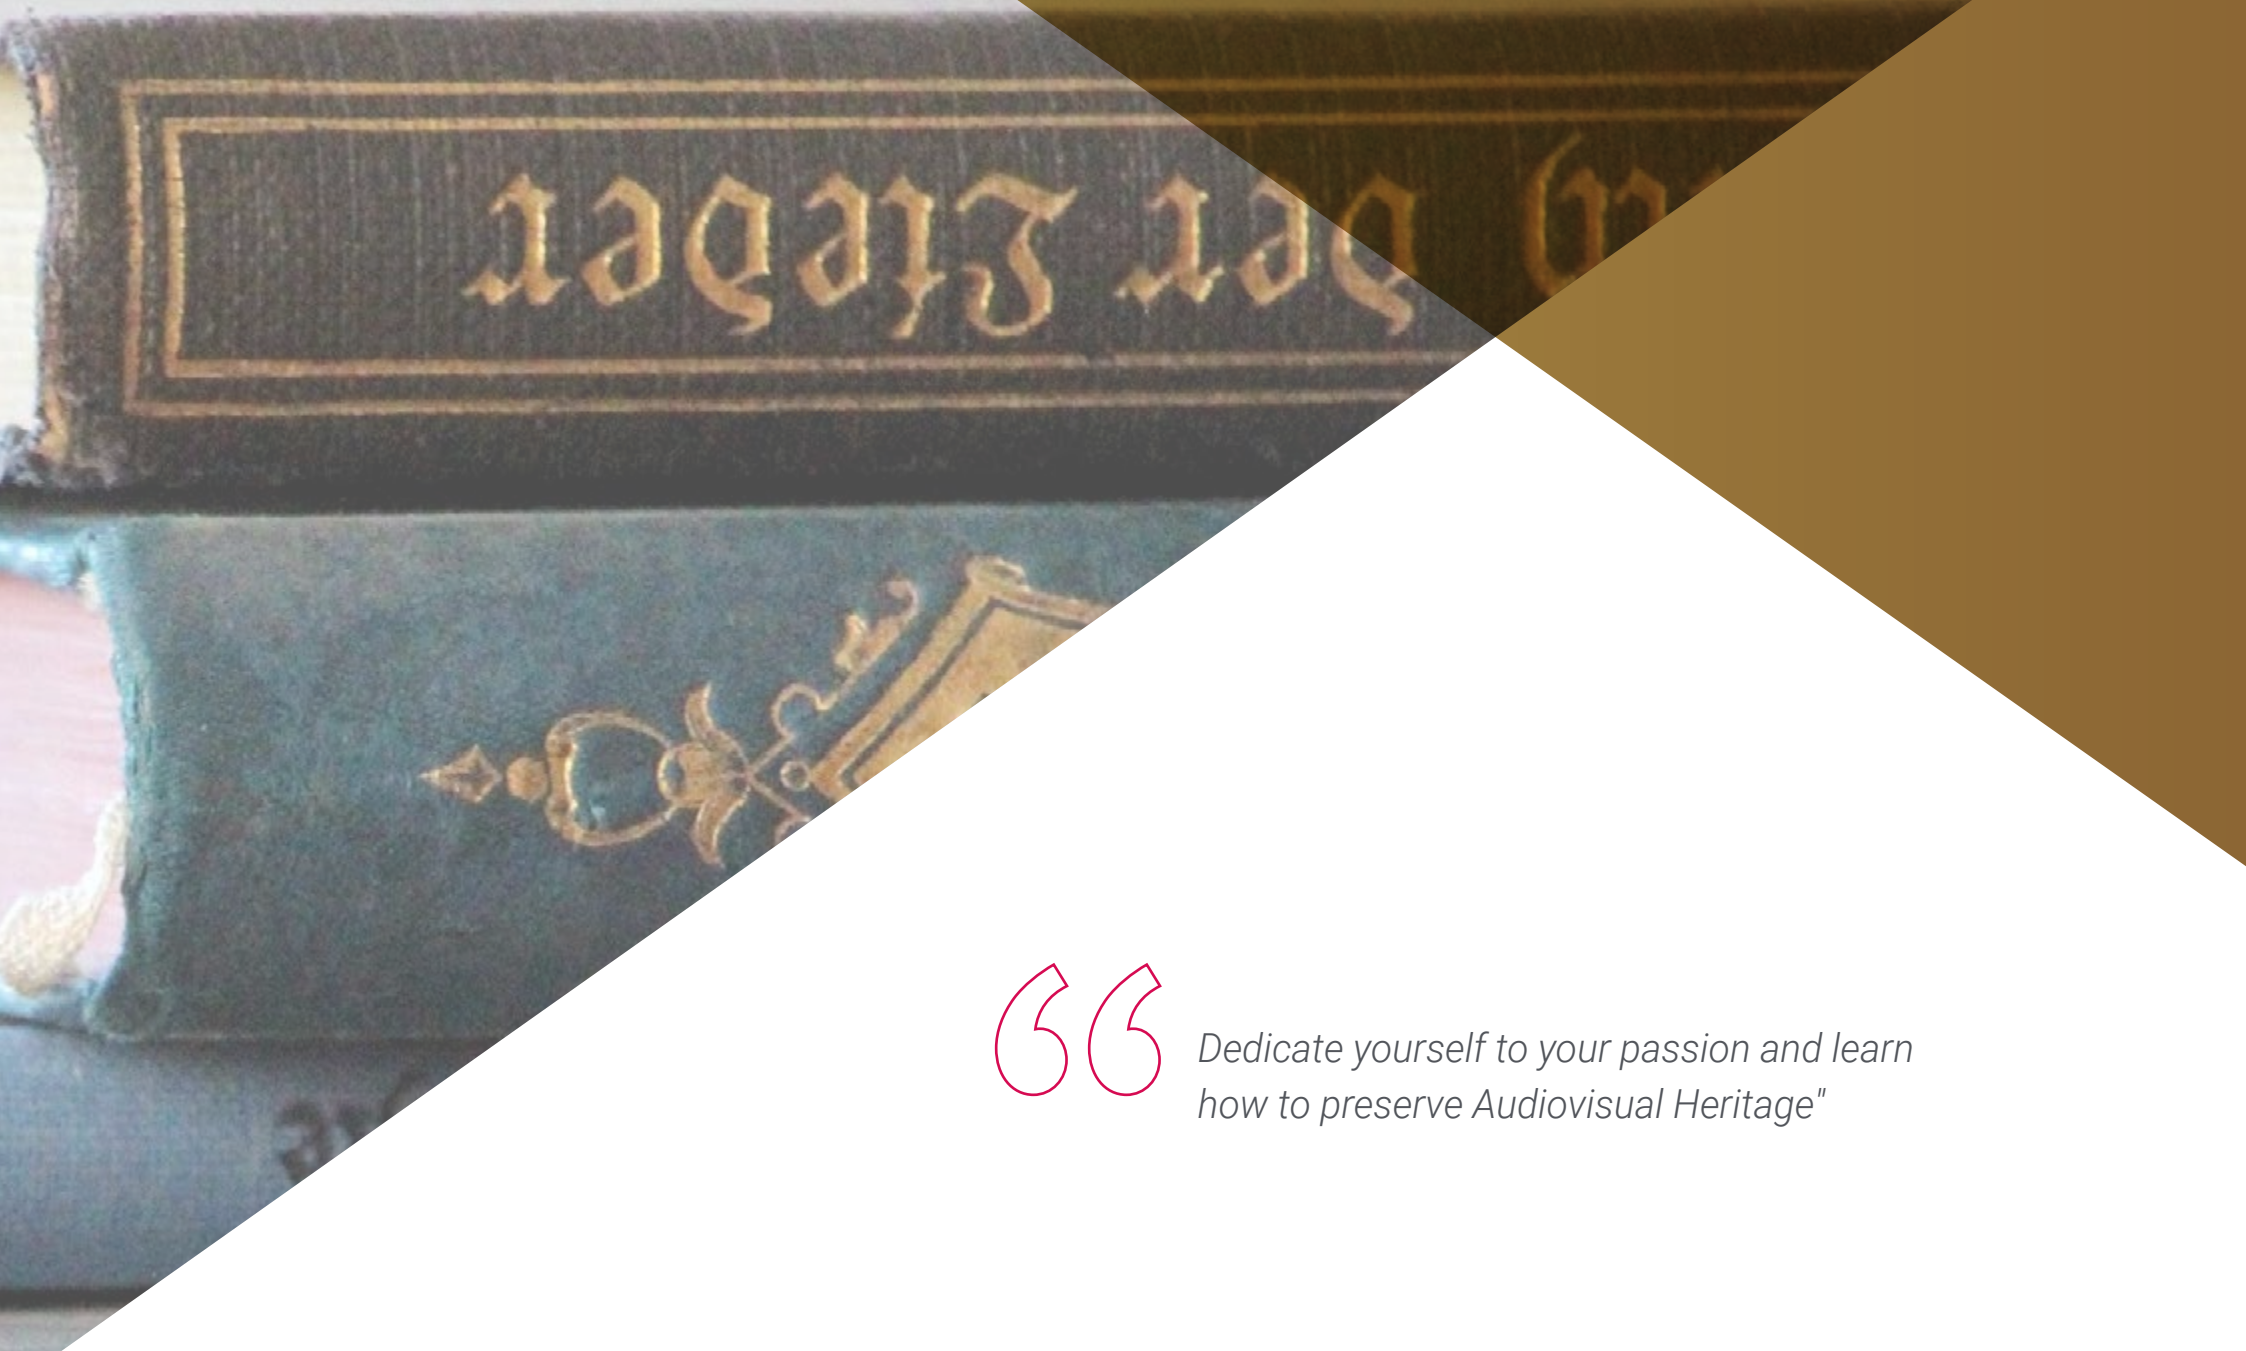 der Lieder
“Dedicate yourself to your passion and learn
how to preserve Audiovisual Heritage"